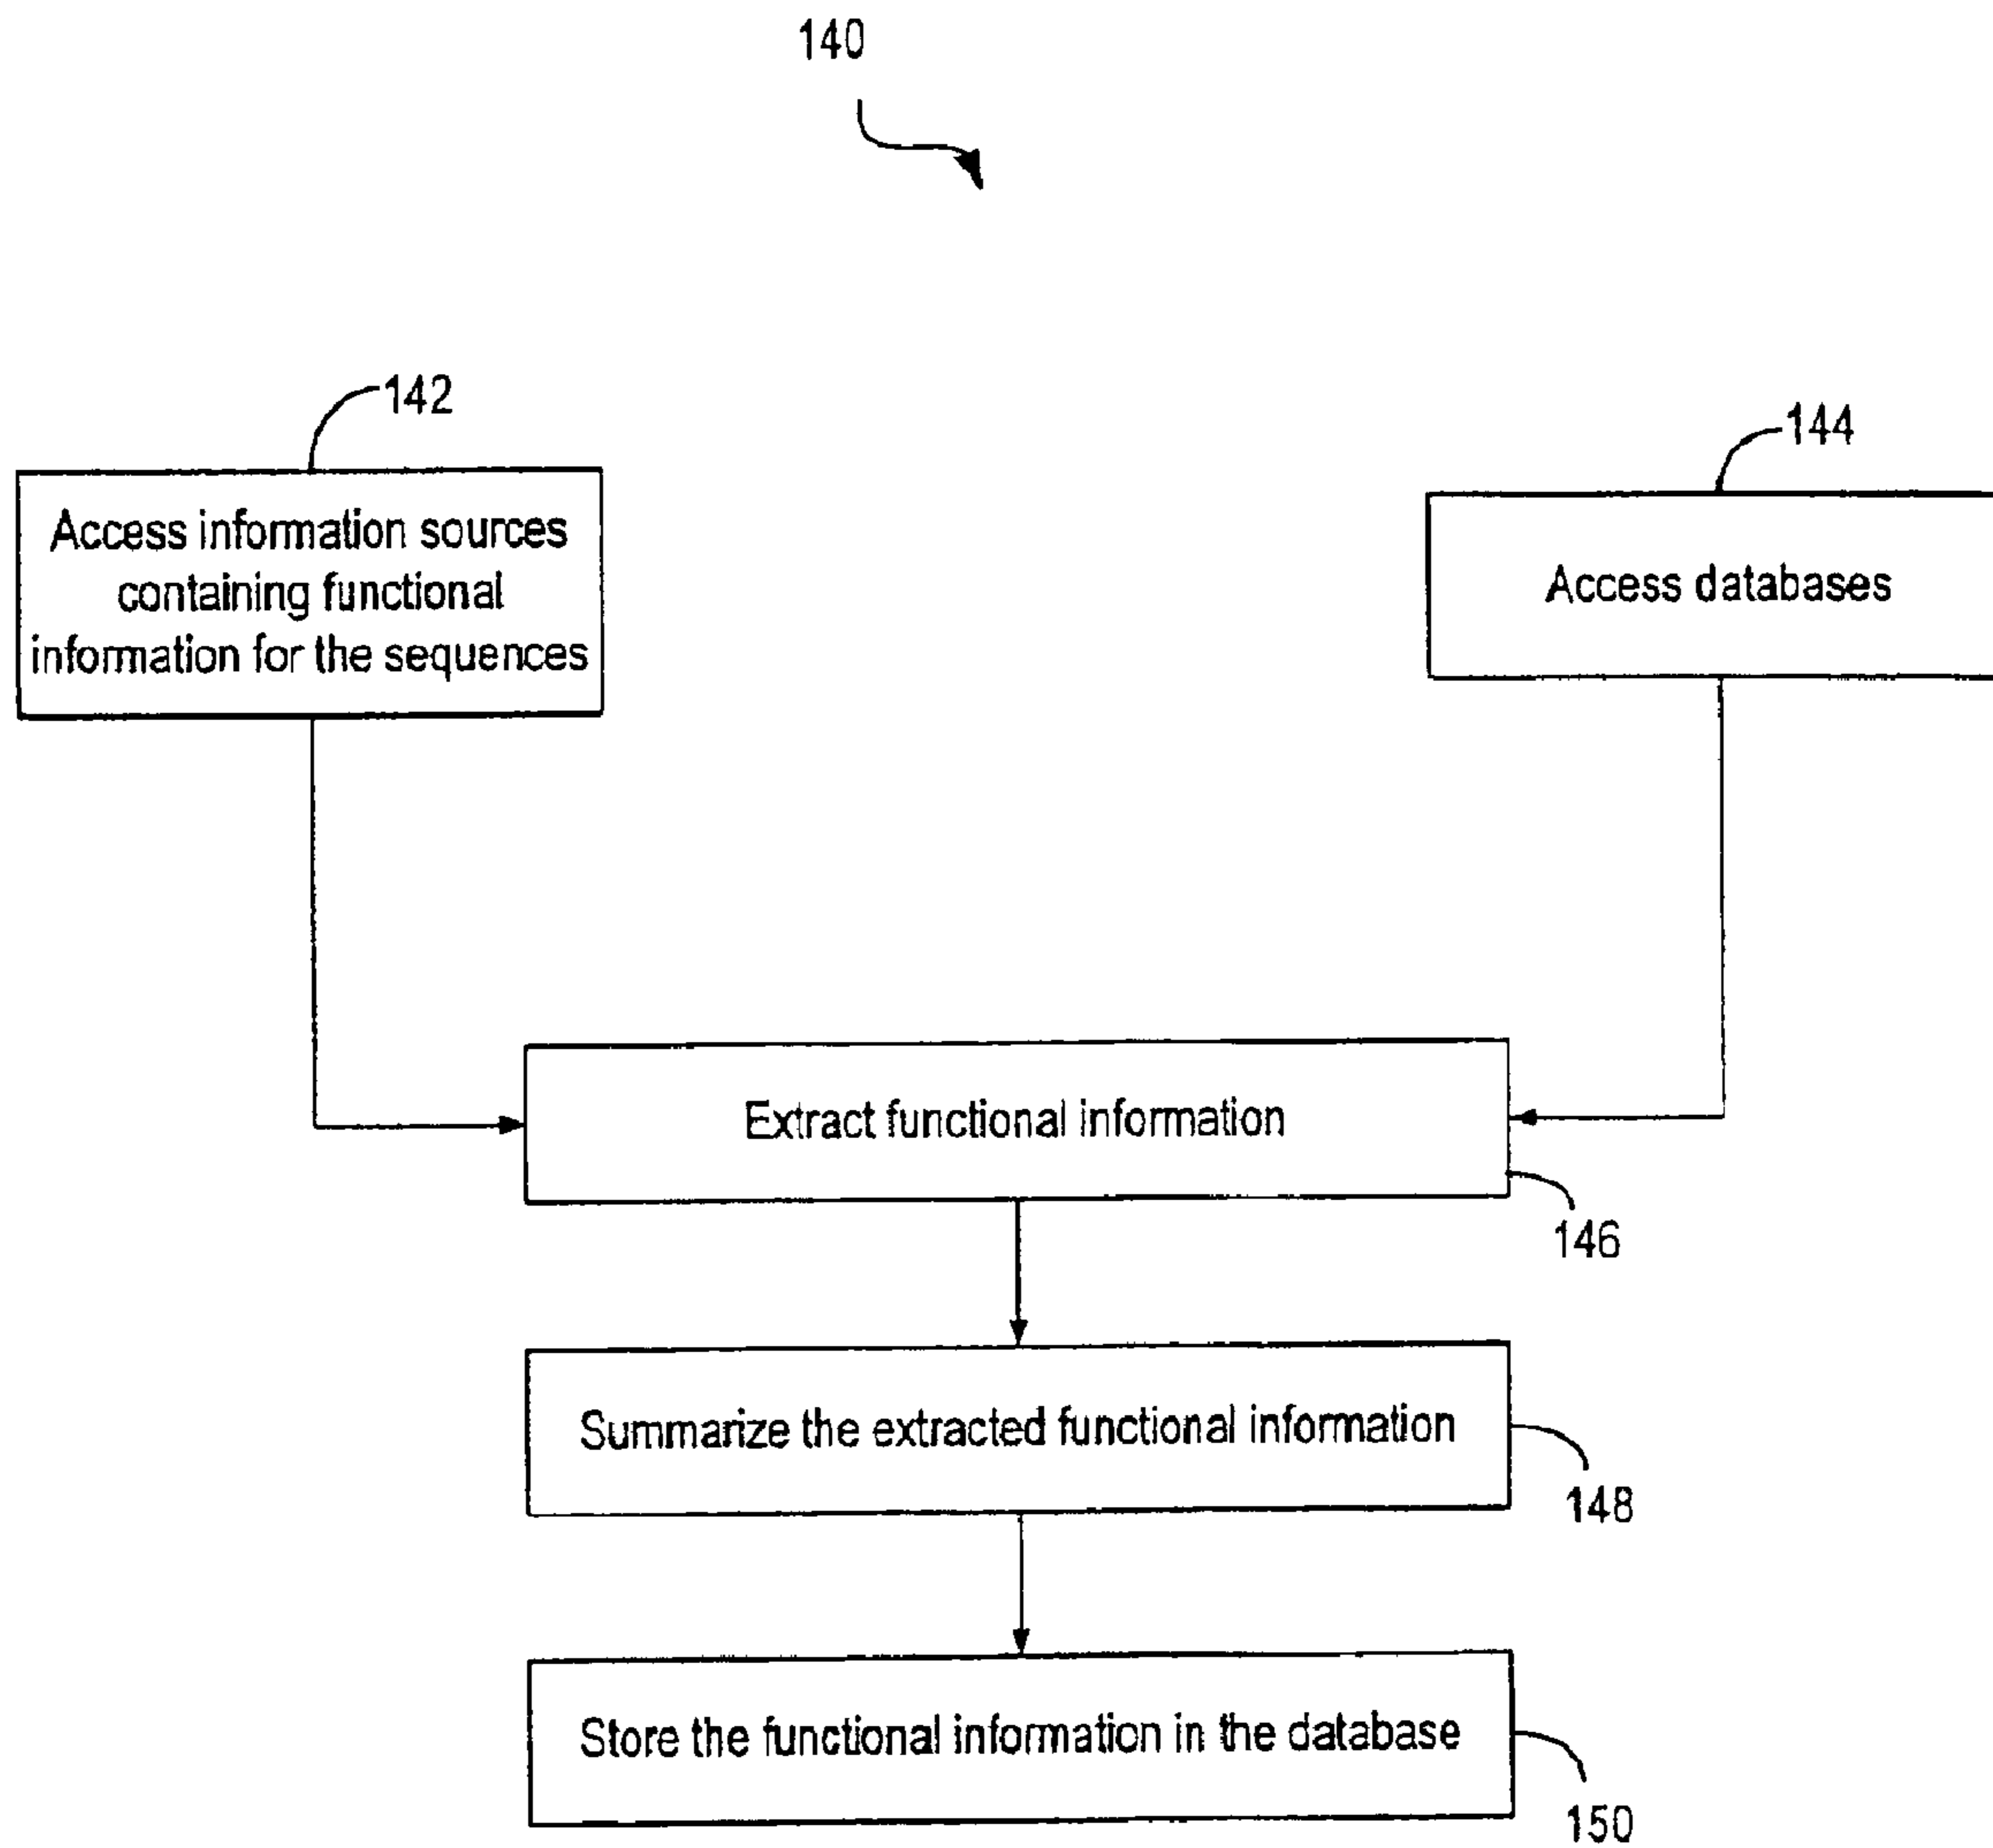 140
142
144
Access information sources
containing functional
information for the sequences
Access databases
Extract functional information
146
Summarize the extracted functional information
148
Store the functional information in the database
150